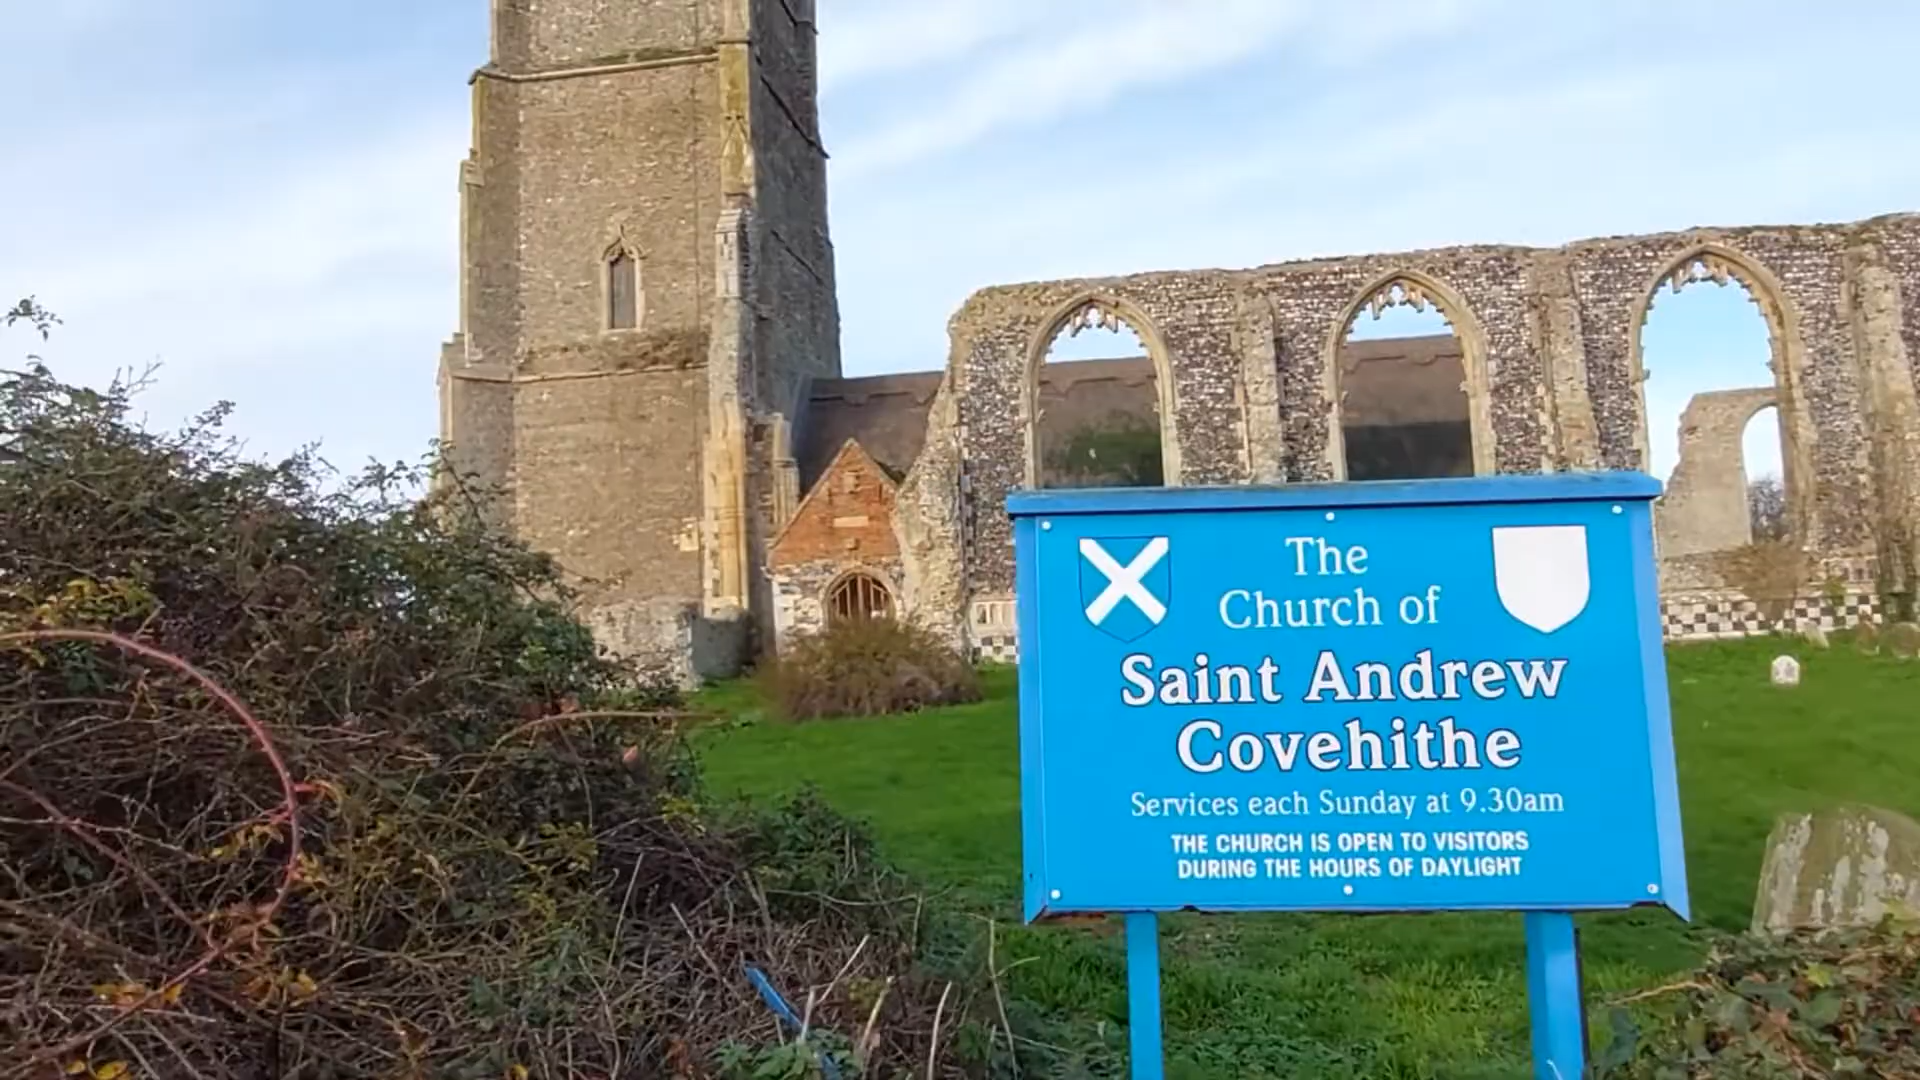 The
Church of
Saint Andrew
Covehithe
Services each Sunday at 9.30am
THE CHURCH IS OPEN TO VISITORS
DURING THE HOURS OF DAYLIGHT